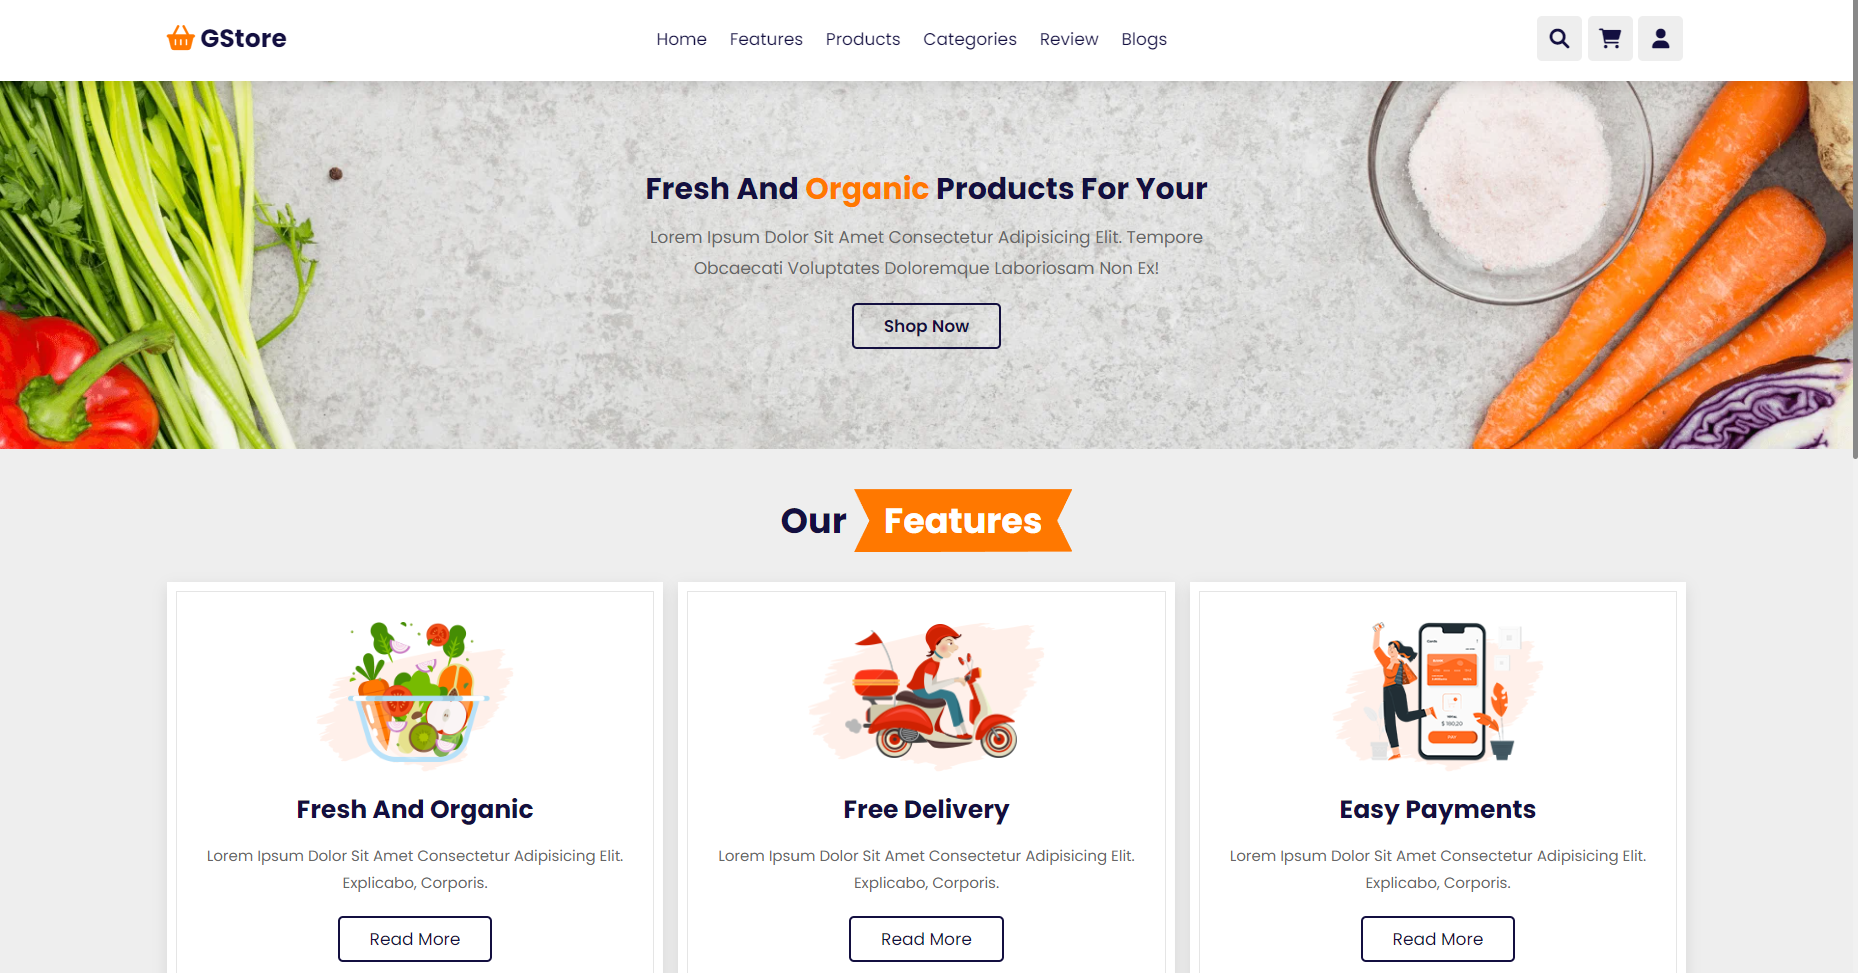 GStore
Home Features Products Categories Review Blogs
Fresh And Organic Products For Your
Lorem Ipsum Dolor Sit Amet Consectetur Adipisicing Elit. Tempore
Obcaecati Voluptates Doloremque Laboriosam Non Ex!
Shop Now
Our Features
Fresh And Organic
Lorem Ipsum Dolor Sit Amet Consectetur Adipisicing Elit.
Explicabo, Corporis.
Read More
Free Delivery
Lorem Ipsum Dolor Sit Amet Consectetur Adipisicing Elit.
Explicabo, Corporis.
Read More
$ 180.20
Easy Payments
Lorem Ipsum Dolor Sit Amet Consectetur Adipisicing Elit.
Explicabo, Corporis.
Read More